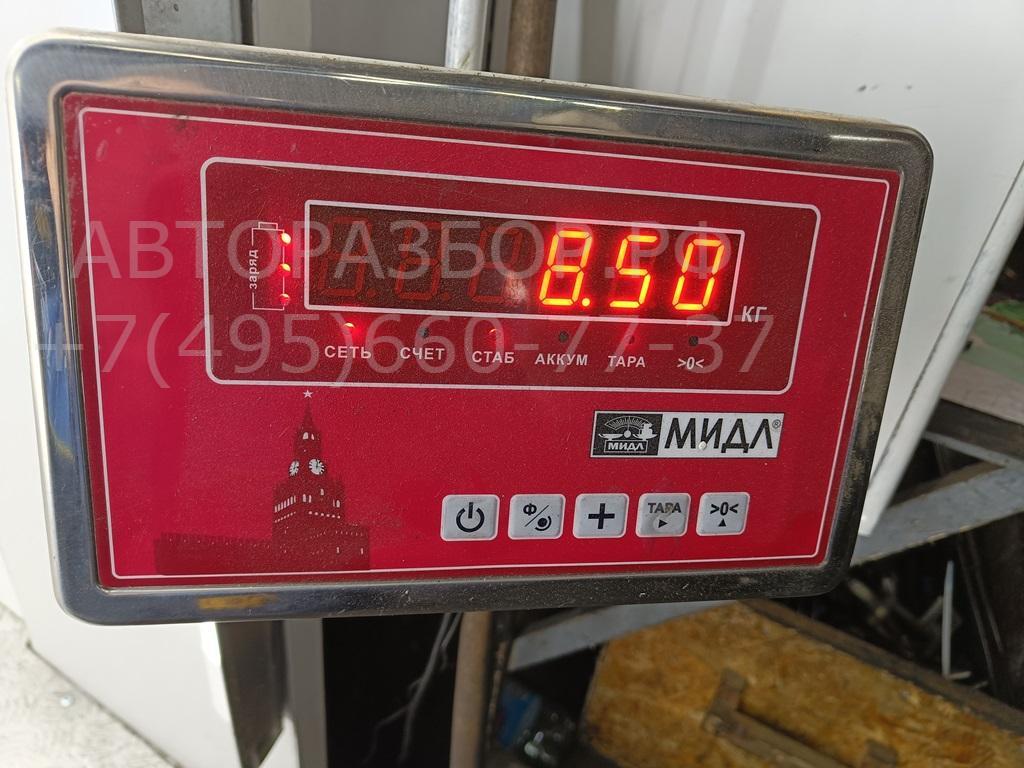 АВТОРАЗБОР.РФ
+7(495)660-77-37
заряд
8.50
КГ
СЕТЬ СЧЕТ СТАБ АККУМ ТАРА >0<
МИДЛ МИДЛ®
Ф ТАРА >0<